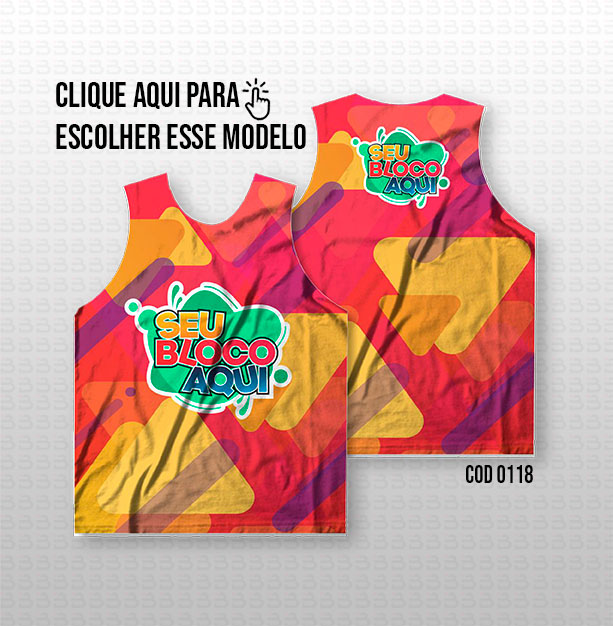 CLIQUE AQUI PARA
ESCOLHER ESSE MODELO
SEU
BLOCO
AQUI
SEU
BLOCO
AQUI
COD 0118